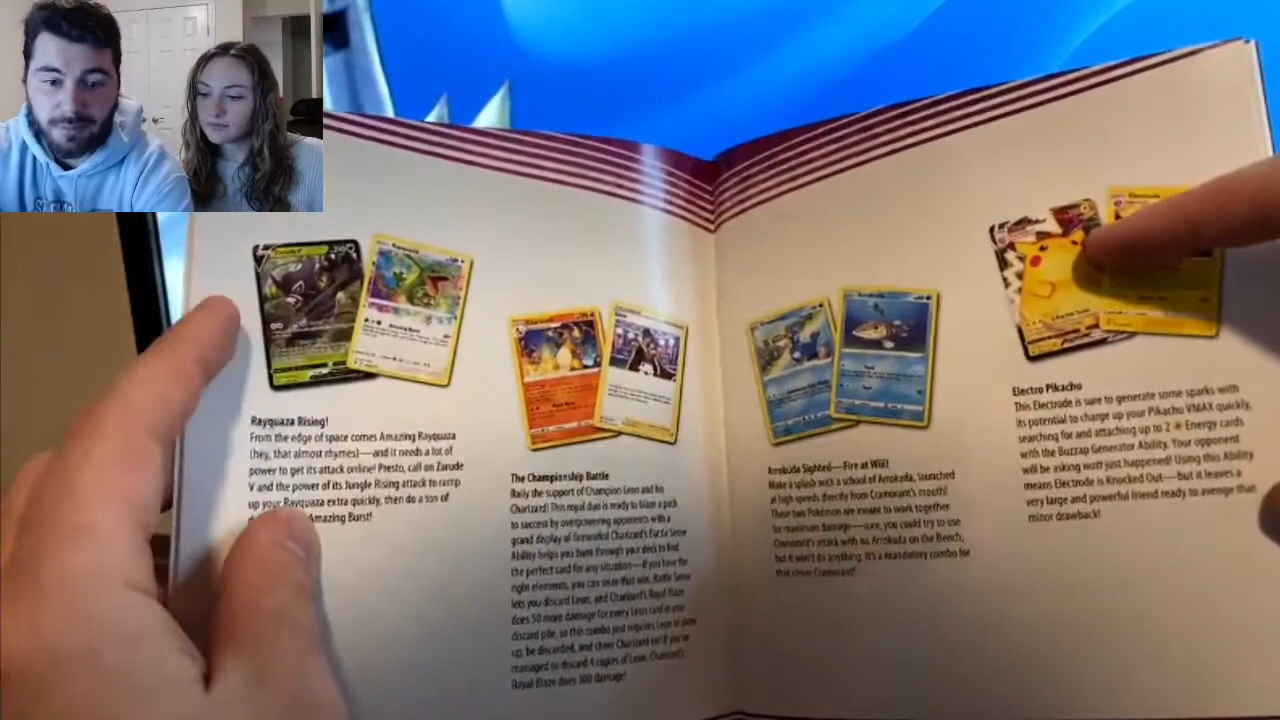 Rayquaza Rising!
From the edge of space comes Amazing Rayquaza
(hey, that almost rhymes)—and it needs a lot of
power to get its attack online! Presto, call on Zarude
V and the power of its Jungle Rising attack to ramp
up your Rayquaza extra quickly, then do a ton of
Amazing Burst!
The Championship Battle
Rally the support of Champion Leon and his
Charizard! This royal duo is ready to blaze a path
to success by overpowering opponents with a
grand display of fireworks! Charizard's Battle Sense
Ability helps you burn through your deck to find
the perfect card for any situation—if you have the
right elements, you can seize that win. Battle Sense
lets you discard Leon, and Charizard's Royal Blaze
does 50 more damage for every Leon card in your
discard pile, so this combo just requires Leon to show
up, be discarded, and cheer Charizard on! If you've
managed to discard 4 copies of Leon, Charizard's
Royal Blaze does 300 damage!
Arrokuda Sighted—Fire at Will!
Make a splash with a school of Arrokuda, launched
at high speeds directly from Cramorant's mouth!
These two Pokémon are meant to work together
for maximum damage—sure, you could try to use
Cramorant's attack with no Arrokuda on the Bench,
but it won't do anything. It's a mandatory combo for
that clever Cramorant!
Electro Pikachu
This Electrode is sure to generate some sparks with
its potential to charge up your Pikachu VMAX quickly,
searching for and attaching up to 2 Energy cards
with the Buzzap Generator Ability. Your opponent
will be asking watt just happened! Using this Ability
means Electrode is Knocked Out—but it leaves a
very large and powerful friend ready to avenge that
minor drawback!